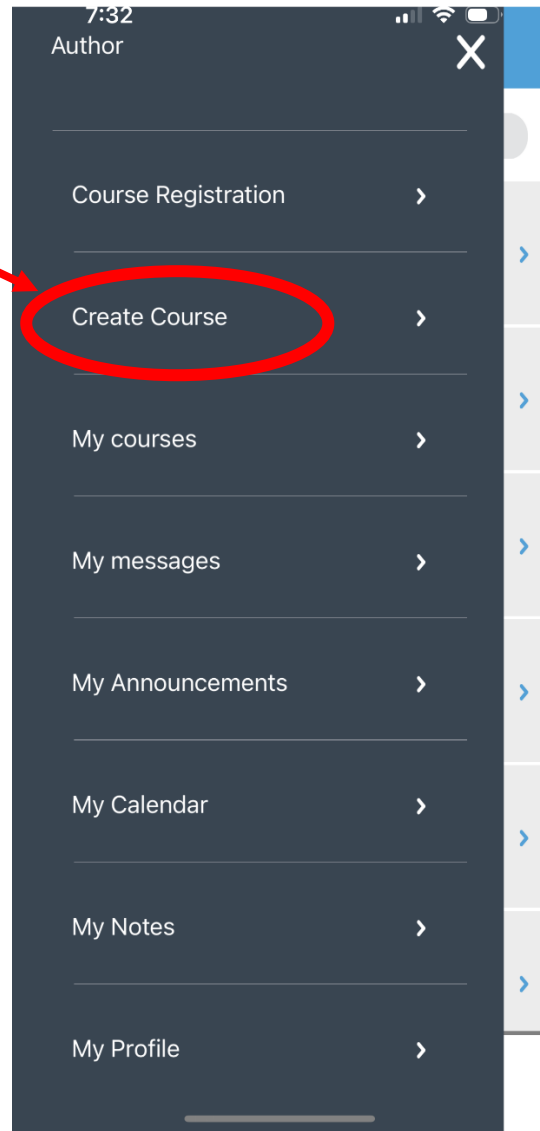 7:32
Author
Course Registration
Create Course
My courses
My messages
My Announcements
My Calendar
My Notes
My Profile